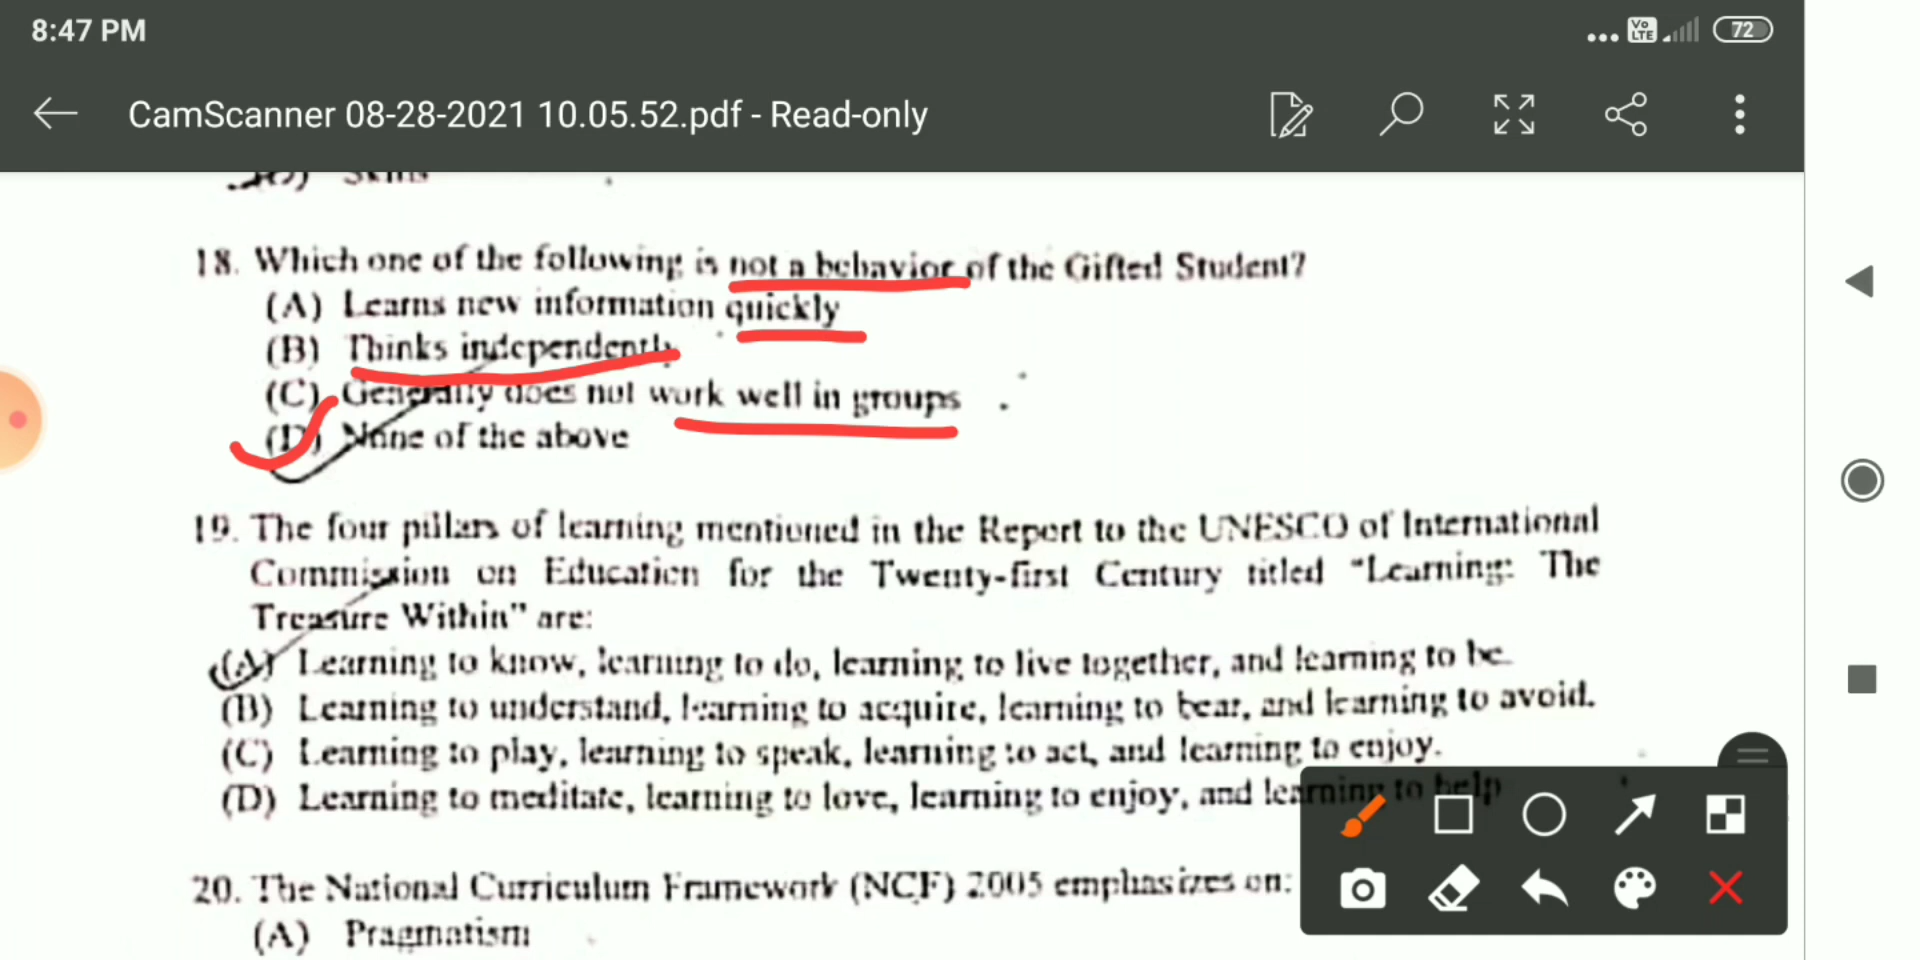 8:47 PM
Vo LTE
72
CamScanner 08-28-2021 10.05.52.pdf - Read-only
Skills
18. Which one of the following is not a behavior of the Gifted Student?
(A) Learns new information quickly
(B) Thinks independently
(C) Generally does not work well in groups
(D) None of the above
19. The four pillars of learning mentioned in the Report to the UNESCO of International
Commission on Education for the Twenty-first Century titled "Learning: The
Treasure Within" are:
(A) Learning to know, learning to do, learning to live together, and learning to be.
(B) Learning to understand, learning to acquire, learning to bear, and learning to avoid.
(C) Learning to play, learning to speak, learning to act, and learning to enjoy.
(D) Learning to meditate, learning to love, learning to enjoy, and learning to help
20. The National Curriculum Framework (NCF) 2005 emphasizes on:
(A) Pragmatism